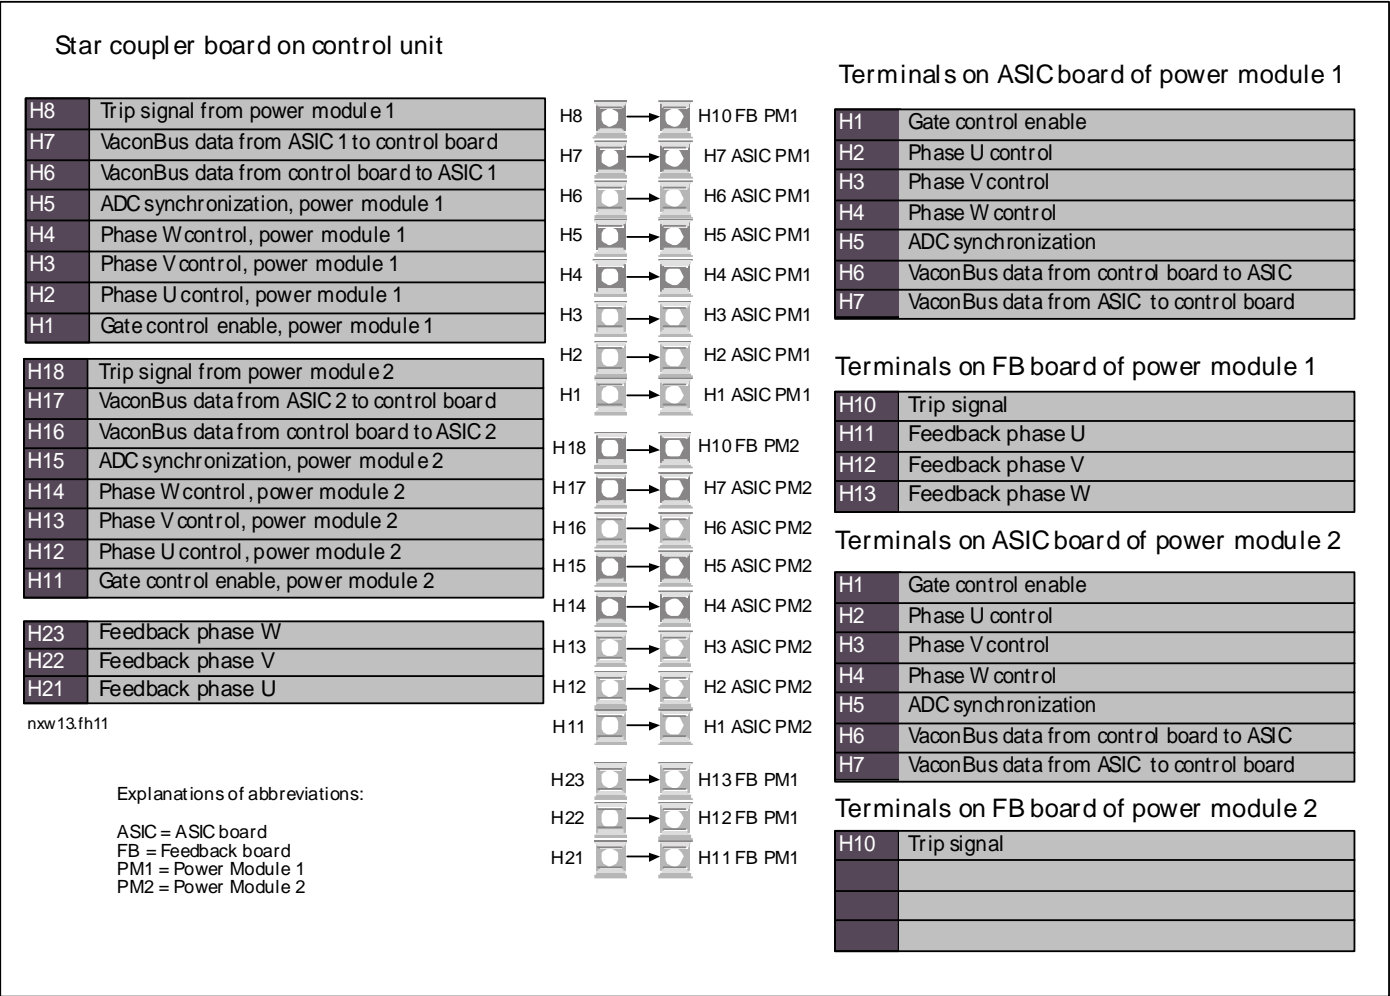 Star coupler board on control unit
H8 Trip signal from power module 1
H7 VaconBus data from ASIC 1 to control board
H6 VaconBus data from control board to ASIC 1
H5 ADC synchronization, power module 1
H4 Phase W control, power module 1
H3 Phase V control, power module 1
H2 Phase U control, power module 1
H1 Gate control enable, power module 1
H18 Trip signal from power module 2
H17 VaconBus data from ASIC 2 to control board
H16 VaconBus data from control board to ASIC 2
H15 ADC synchronization, power module 2
H14 Phase W control, power module 2
H13 Phase V control, power module 2
H12 Phase U control, power module 2
H11 Gate control enable, power module 2
H23 Feedback phase W
H22 Feedback phase V
H21 Feedback phase U
nxw13.fh11
Explanations of abbreviations:
ASIC = ASIC board
FB = Feedback board
PM1 = Power Module 1
PM2 = Power Module 2
H8 H10 FB PM1
H7 H7 ASIC PM1
H6 H6 ASIC PM1
H5 H5 ASIC PM1
H4 H4 ASIC PM1
H3 H3 ASIC PM1
H2 H2 ASIC PM1
H1 H1 ASIC PM1
H18 H10 FB PM2
H17 H7 ASIC PM2
H16 H6 ASIC PM2
H15 H5 ASIC PM2
H14 H4 ASIC PM2
H13 H3 ASIC PM2
H12 H2 ASIC PM2
H11 H1 ASIC PM2
H23 H13 FB PM1
H22 H12 FB PM1
H21 H11 FB PM1
Terminals on ASIC board of power module 1
H1 Gate control enable
H2 Phase U control
H3 Phase V control
H4 Phase W control
H5 ADC synchronization
H6 VaconBus data from control board to ASIC
H7 VaconBus data from ASIC to control board
Terminals on FB board of power module 1
H10 Trip signal
H11 Feedback phase U
H12 Feedback phase V
H13 Feedback phase W
Terminals on ASIC board of power module 2
H1 Gate control enable
H2 Phase U control
H3 Phase V control
H4 Phase W control
H5 ADC synchronization
H6 VaconBus data from control board to ASIC
H7 VaconBus data from ASIC to control board
Terminals on FB board of power module 2
H10 Trip signal